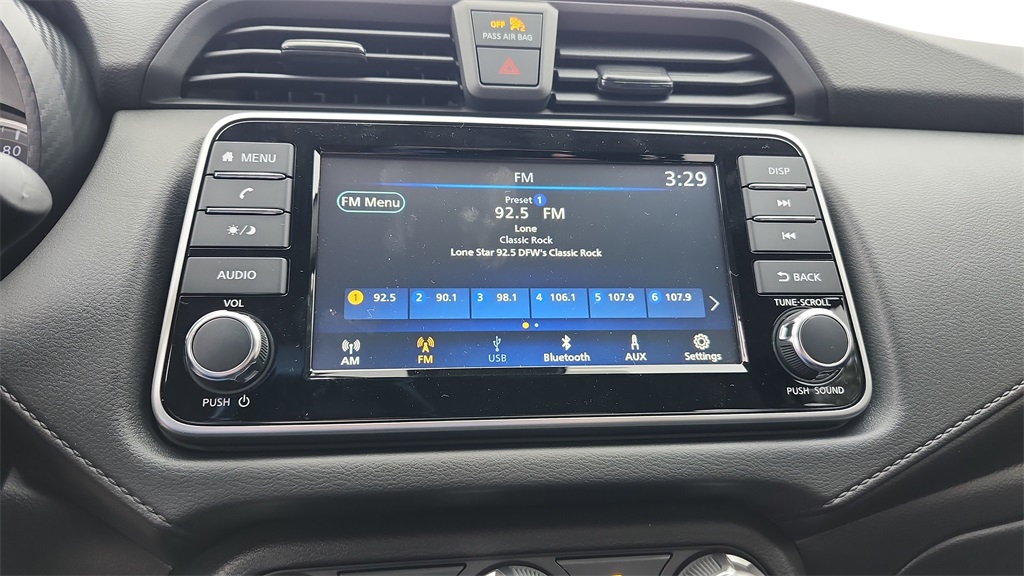 OFF
PASS AIR BAG
80
MENU
AUDIO
VOL
PUSH
FM
3:29
FM Menu
Preset 1
92.5 FM
Lone
Classic Rock
Lone Star 92.5 DFW's Classic Rock
1 92.5 2 90.1 3 98.1 4 106.1 5 107.9 6 107.9
AM FM USB Bluetooth AUX Settings
DISP
BACK
TUNE·SCROLL
PUSH SOUND